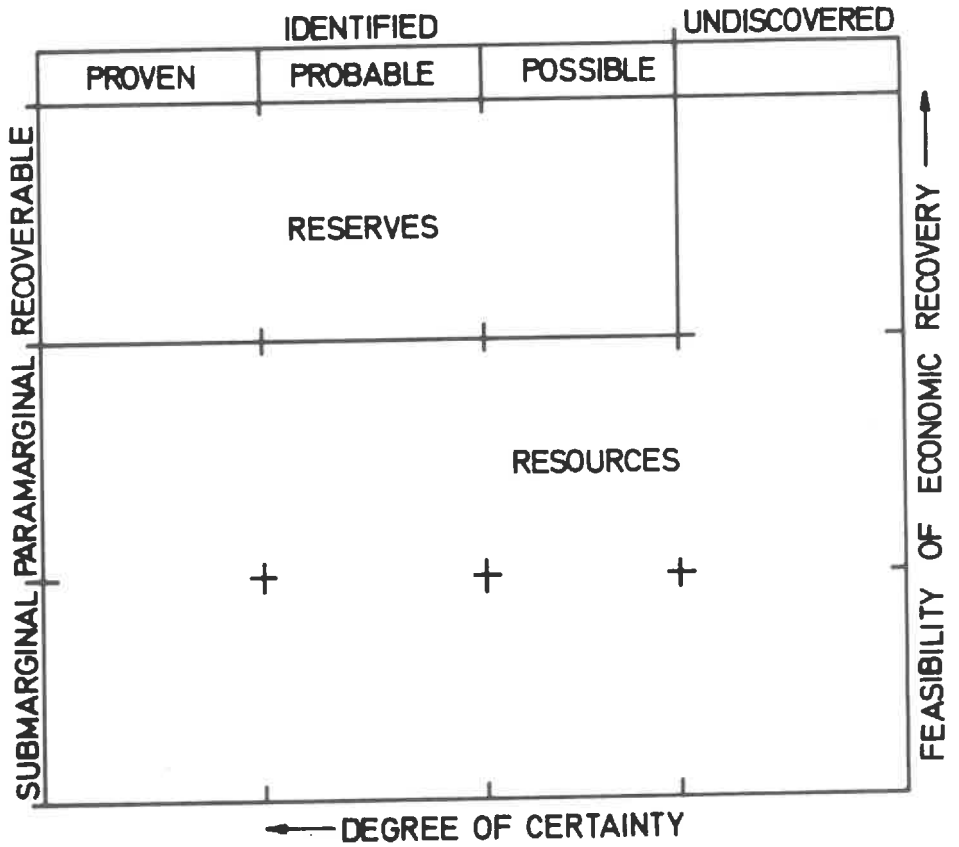 IDENTIFIED
UNDISCOVERED
PROVEN
PROBABLE
POSSIBLE
RESERVES
RESOURCES
SUBMARGINAL PARAMARGINAL RECOVERABLE
FEASIBILITY OF ECONOMIC RECOVERY
DEGREE OF CERTAINTY